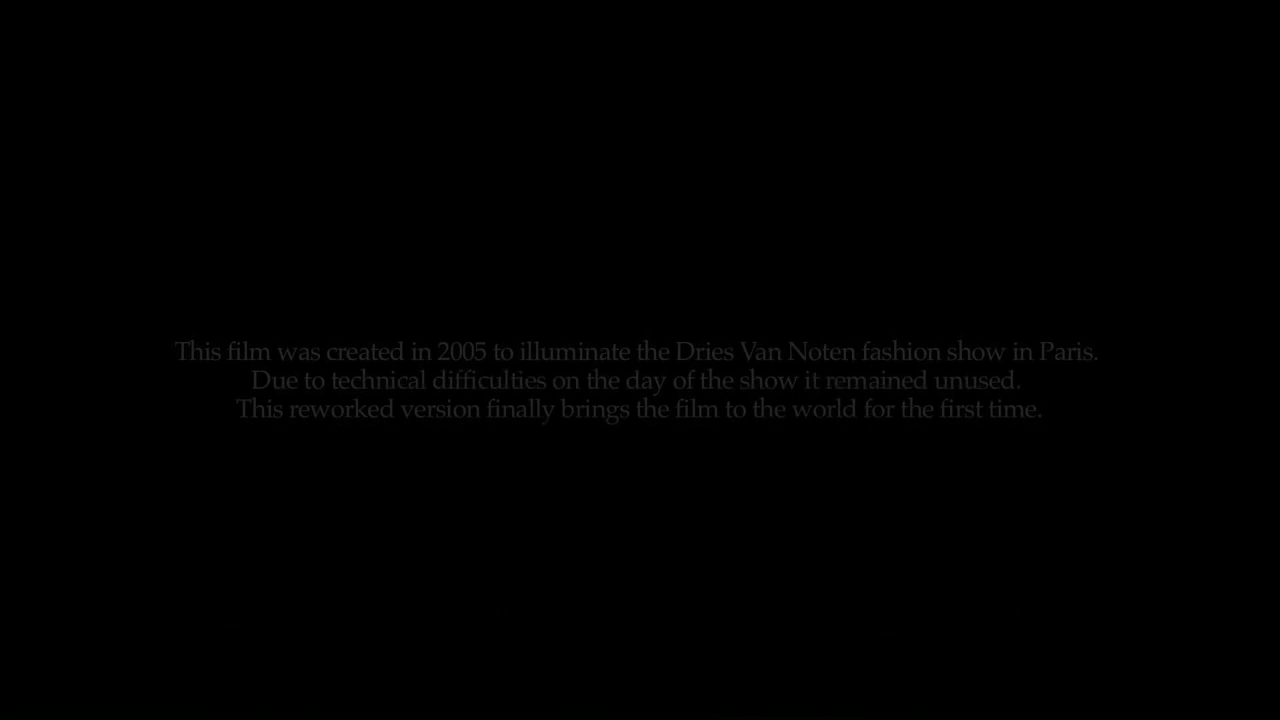 This film was created in 2005 to illuminate the Dries Van Noten fashion show in Paris.
Due to technical difficulties on the day of the show it remained unused.
This reworked version finally brings the film to the world for the first time.